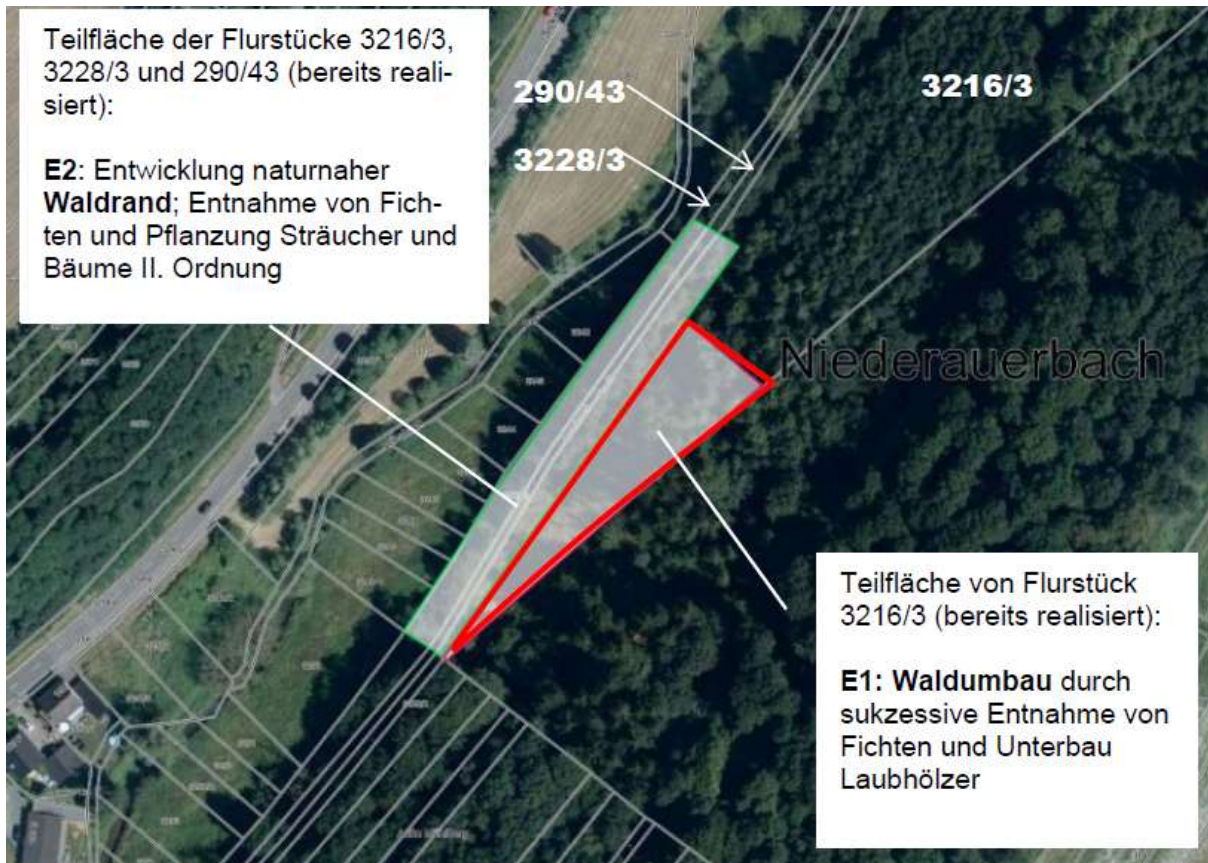 Teilfläche der Flurstücke 3216/3,
3228/3 und 290/43 (bereits reali-
siert):
E2: Entwicklung naturnaher
Waldrand; Entnahme von Fich-
ten und Pflanzung Sträucher und
Bäume II. Ordnung
290/43
3228/3
3216/3
Niederauerbach
Teilfläche von Flurstück
3216/3 (bereits realisiert):
E1: Waldumbau durch
sukzessive Entnahme von
Fichten und Unterbau
Laubhölzer